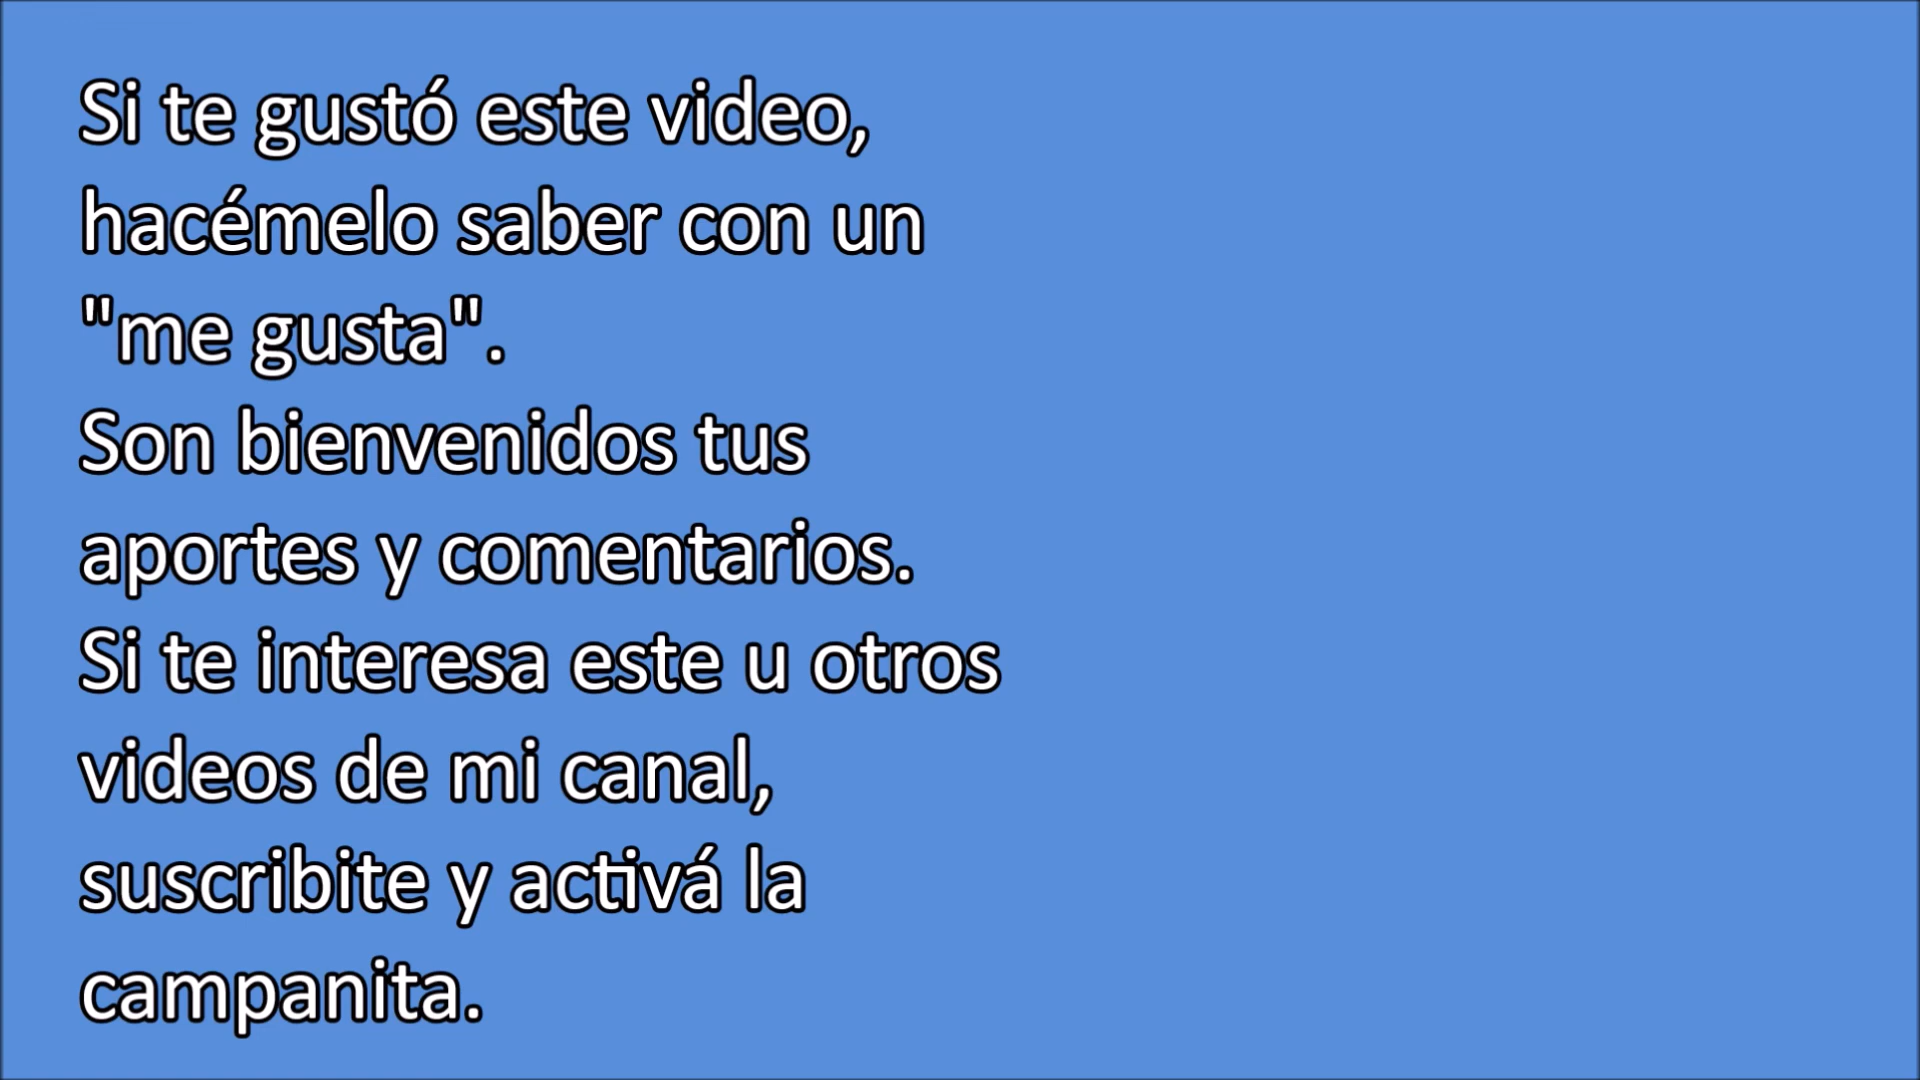 Si te gustó este video,
hacémelo saber con un
"me gusta".
Son bienvenidos tus
aportes y comentarios.
Si te interesa este u otros
videos de mi canal,
suscribite y activá la
campanita.